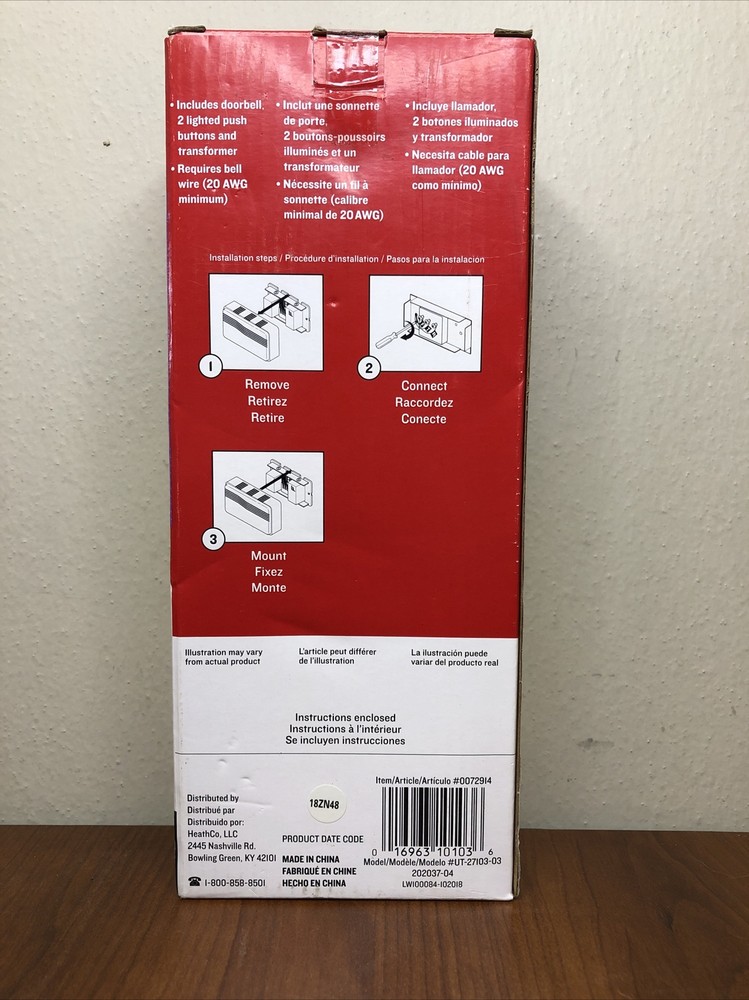 • Includes doorbell,
2 lighted push
buttons and
transformer
• Requires bell
wire (20 AWG
minimum)
• Inclut une sonnette
de porte,
2 boutons-poussoirs
illuminés et un
transformateur
• Nécessite un fil à
sonnette (calibre
minimal de 20 AWG)
• Incluye llamador,
2 botones iluminados
y transformador
• Necesita cable para
llamador (20 AWG
como mínimo)
Installation steps / Procédure d'installation / Pasos para la instalación
1
Remove
Retirez
Retire
2
Connect
Raccordez
Conecte
3
Mount
Fixez
Monte
Illustration may vary
from actual product
L'article peut différer
de l'illustration
La ilustración puede
variar del producto real
Instructions enclosed
Instructions à l'intérieur
Se incluyen instrucciones
Distributed by
Distribué par
Distribuido por:
HeathCo, LLC
2445 Nashville Rd.
Bowling Green, KY 42101
☎ 1-800-858-8501
18ZN48
PRODUCT DATE CODE
MADE IN CHINA
FABRIQUÉ EN CHINE
HECHO EN CHINA
Item/Article/Artículo #0072914
0 16963 10103 6
Model/Modèle/Modelo #UT-27103-03
202037-04
LW100084-102018